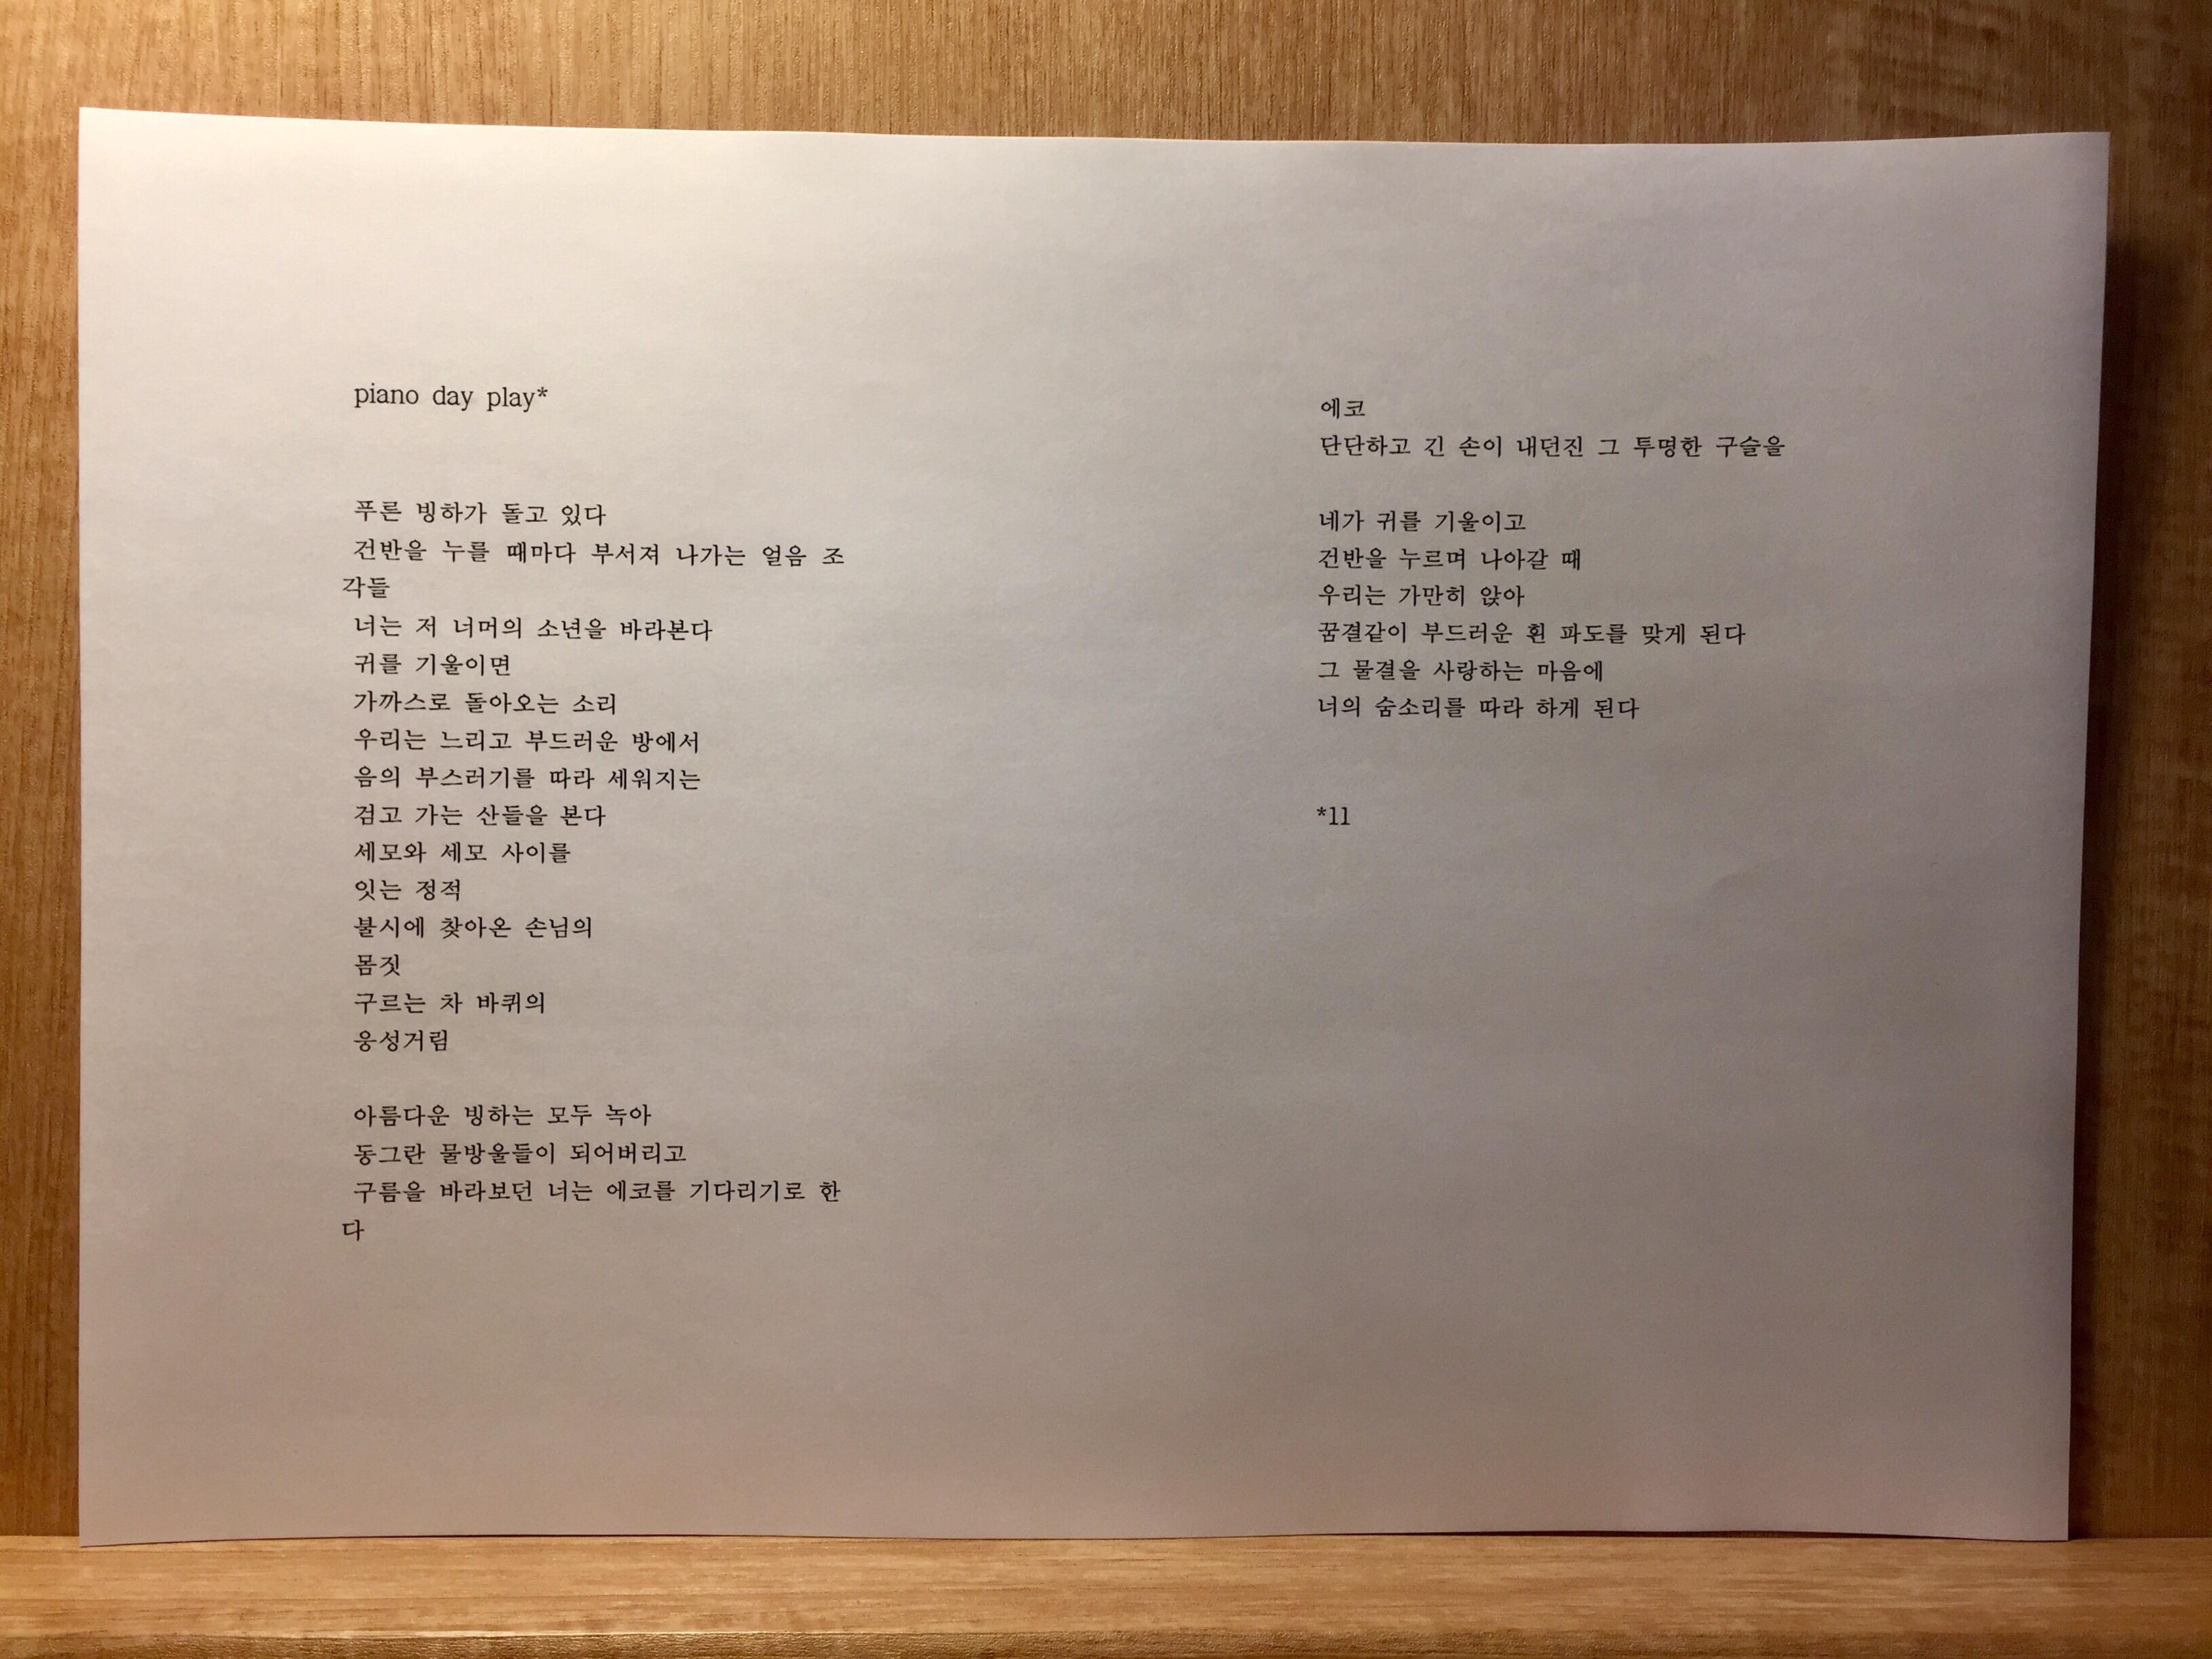 piano day play*
푸른 빙하가 돌고 있다
건반을 누를 때마다 부서져 나가는 얼음 조
각들
너는 저 너머의 소년을 바라본다
귀를 기울이면
가까스로 돌아오는 소리
우리는 느리고 부드러운 방에서
음의 부스러기를 따라 세워지는
검고 가는 산들을 본다
세모와 세모 사이를
잇는 정적
불시에 찾아온 손님의
몸짓
구르는 차 바퀴의
웅성거림
아름다운 빙하는 모두 녹아
동그란 물방울들이 되어버리고
구름을 바라보던 너는 에코를 기다리기로 한
다
에코
단단하고 긴 손이 내던진 그 투명한 구슬을
네가 귀를 기울이고
건반을 누르며 나아갈 때
우리는 가만히 앉아
꿈결같이 부드러운 흰 파도를 맞게 된다
그 물결을 사랑하는 마음에
너의 숨소리를 따라 하게 된다
*11